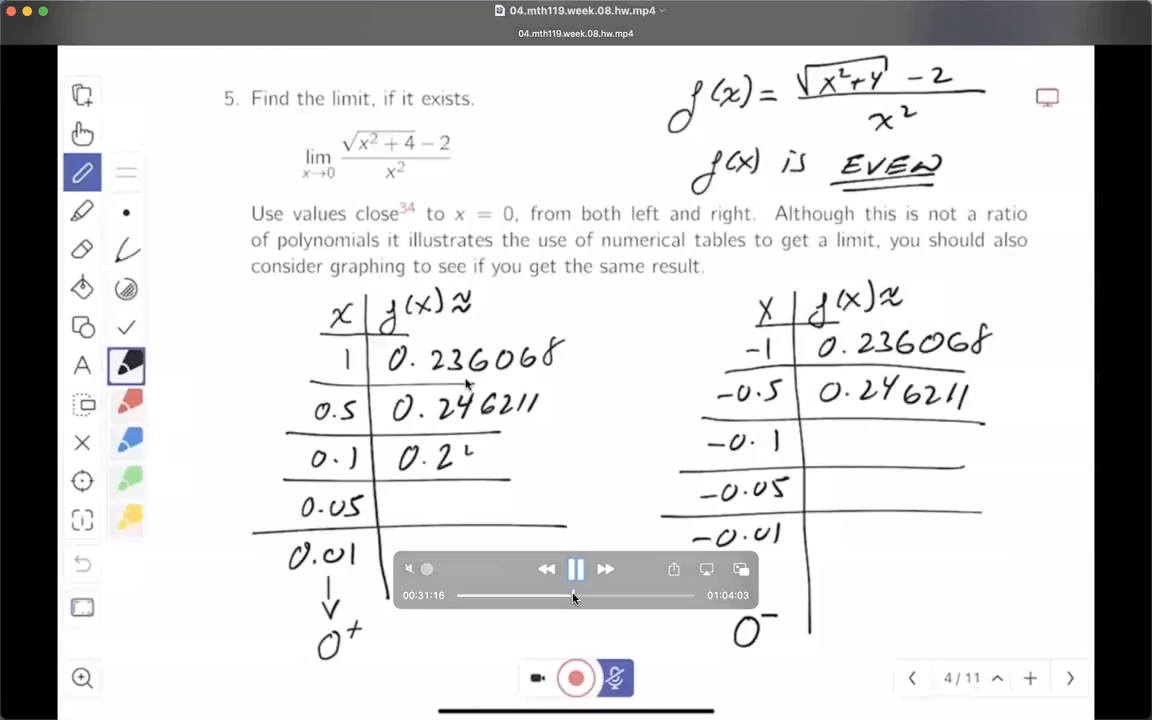 04.mth119.week.08.hw.mp4
04.mth119.week.08.hw.mp4
5. Find the limit, if it exists.
lim x→0 √(x² + 4) − 2 / x²
f(x) = √(x²+4) − 2 / x²
f(x) is EVEN
Use values close³⁴ to x = 0, from both left and right. Although this is not a ratio
of polynomials it illustrates the use of numerical tables to get a limit, you should also
consider graphing to see if you get the same result.
x f(x) ≈
1 0.236068
0.5 0.246211
0.1 0.2
0.05
0.01
0⁺
x f(x) ≈
-1 0.236068
-0.5 0.246211
-0.1
-0.05
-0.01
0⁻
A
00:31:16 01:04:03
4 / 11